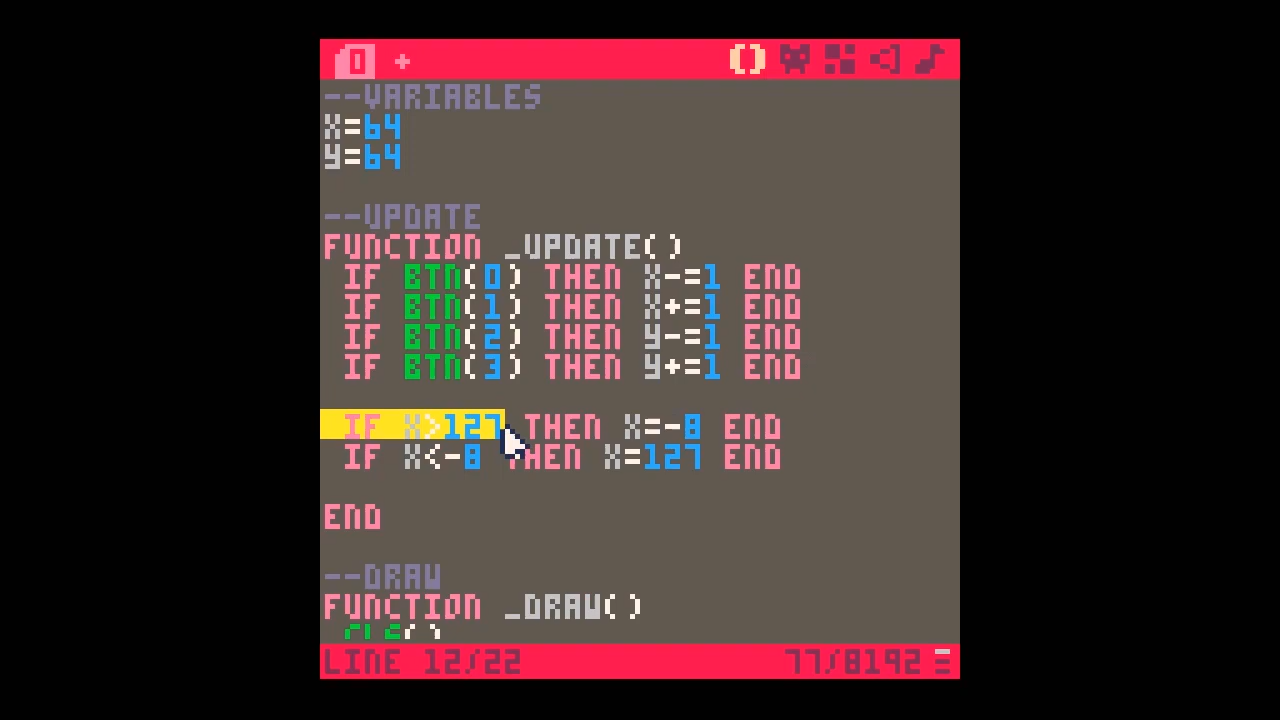 0 +
--VARIABLES
X=64
Y=64
--UPDATE
FUNCTION _UPDATE()
IF BTN(0) THEN X-=1 END
IF BTN(1) THEN X+=1 END
IF BTN(2) THEN Y-=1 END
IF BTN(3) THEN Y+=1 END
IF X>127 THEN X=-8 END
IF X<-8 THEN X=127 END
END
--DRAW
FUNCTION _DRAW()
CLS()
LINE 12/22 77/8192